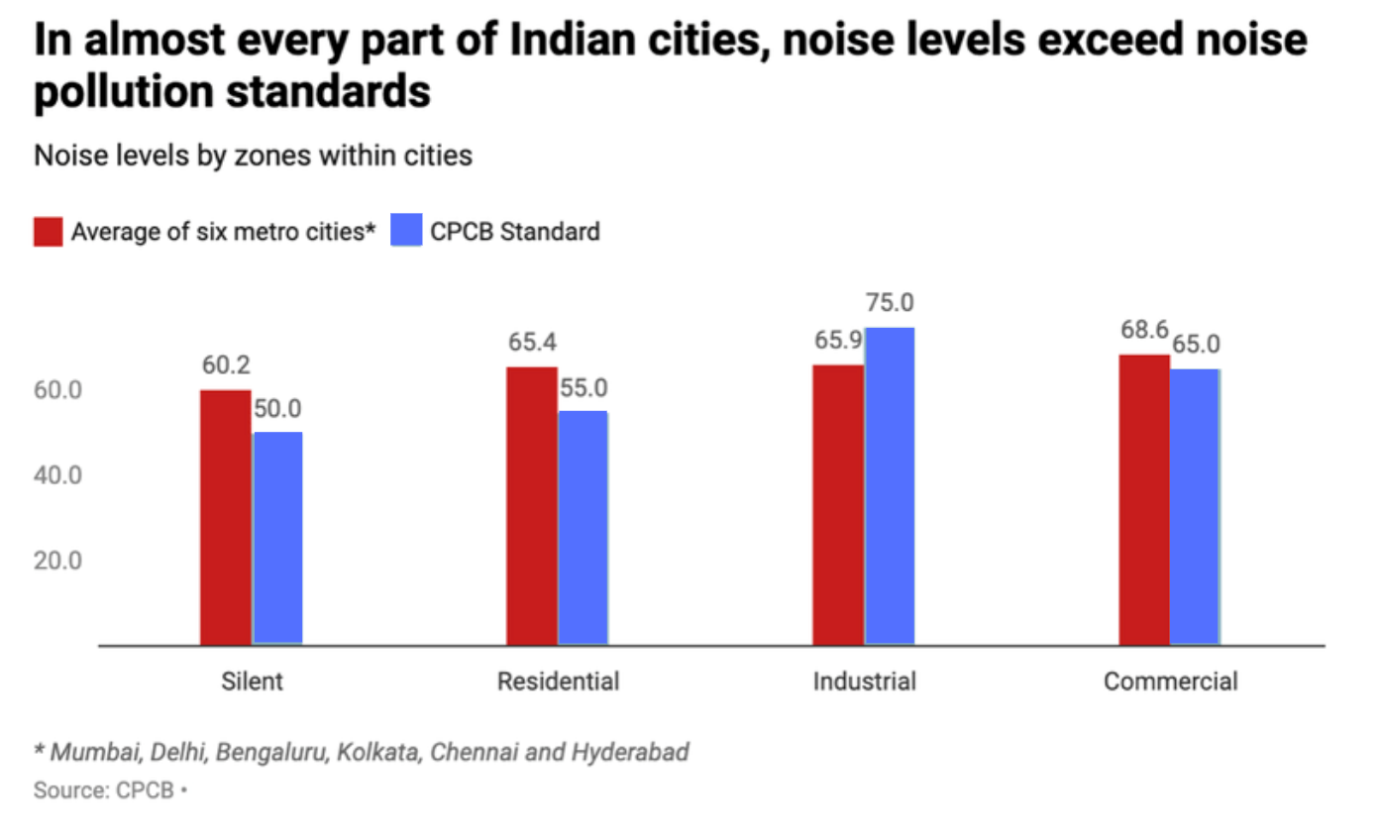 In almost every part of Indian cities, noise levels exceed noise
pollution standards
Noise levels by zones within cities
Average of six metro cities* CPCB Standard
75.0
68.6
65.4 65.9 65.0
60.2
60.0 50.0 55.0
40.0
20.0
Silent Residential Industrial Commercial
* Mumbai, Delhi, Bengaluru, Kolkata, Chennai and Hyderabad
Source: CPCB •